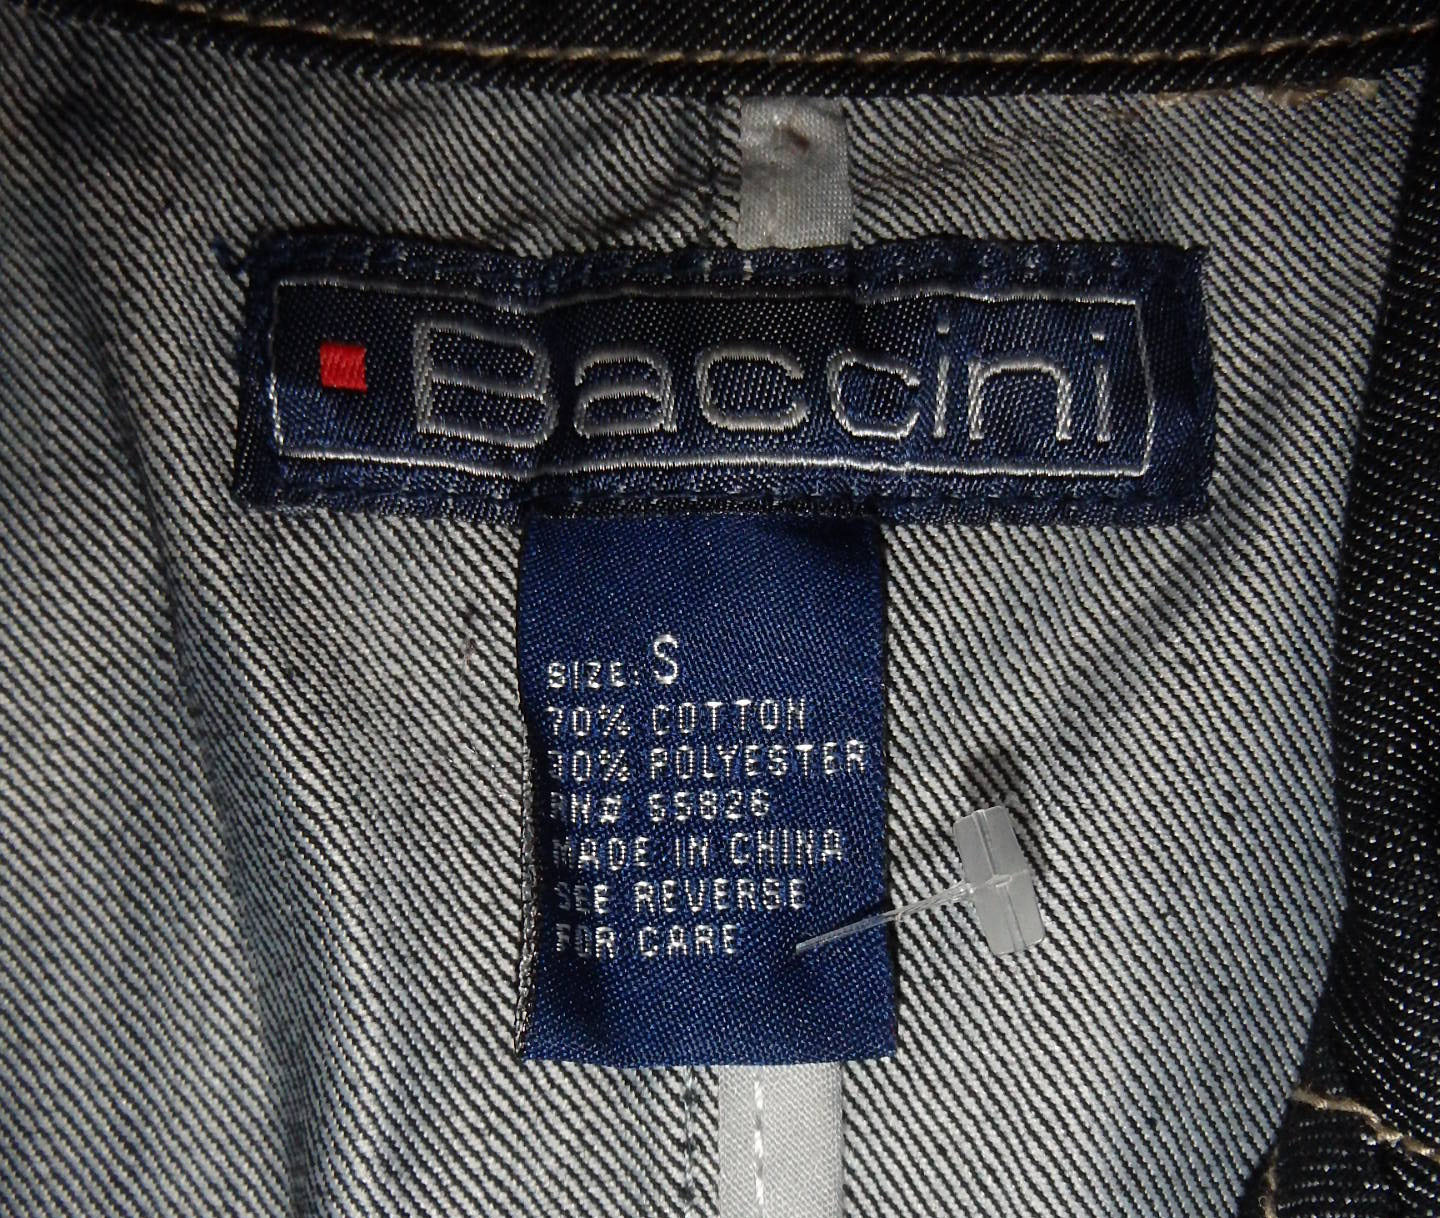 Baccini
SIZE: S
70% COTTON
30% POLYESTER
RN# 55826
MADE IN CHINA
SEE REVERSE
FOR CARE